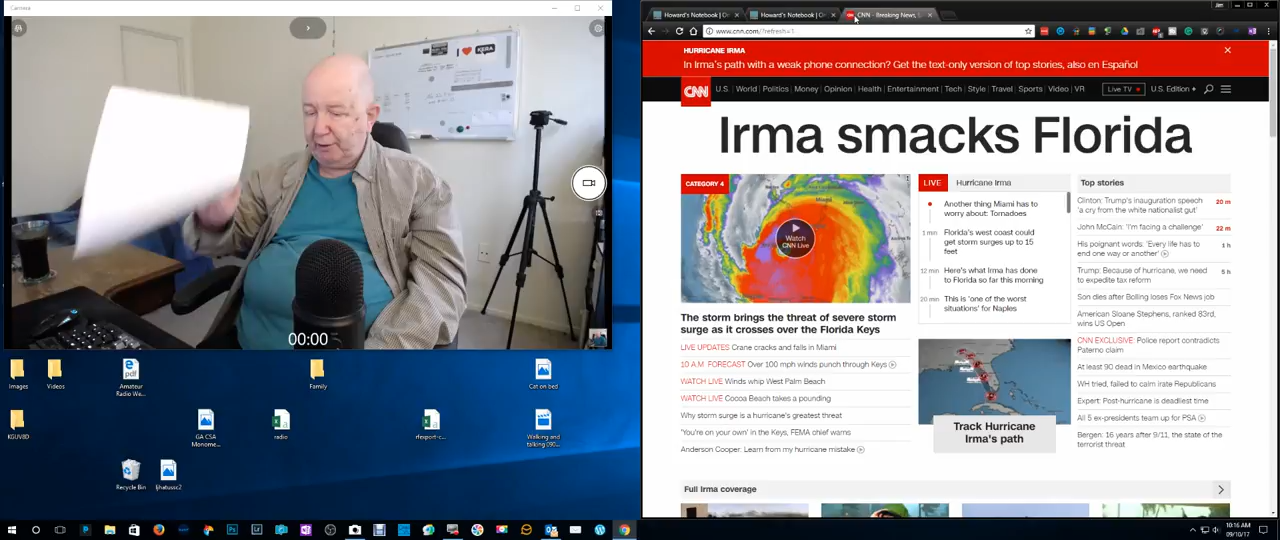 Camera
KERA
00:00
Images
Videos
Amateur
Radio Wa...
Family
Cat on bed
KGUV8D
GA CSA
Monome...
radio
rfexport-c...
Walking and
talking (90...
Recycle Bin
ljhatussc2
Jim
Howard's Notebook | O
Howard's Notebook | O
CNN - Breaking News,
www.cnn.com/?refresh=1
HURRICANE IRMA
In Irma's path with a weak phone connection? Get the text-only version of top stories, also en Español
CNN
U.S. World Politics Money Opinion Health Entertainment Tech Style Travel Sports Video VR
Live TV
U.S. Edition +
Irma smacks Florida
CATEGORY 4
Miami
Watch
CNN Live
The storm brings the threat of severe storm
surge as it crosses over the Florida Keys
LIVE UPDATES Crane cracks and falls in Miami
10 A.M. FORECAST Over 100 mph winds punch through Keys
WATCH LIVE Winds whip West Palm Beach
WATCH LIVE Cocoa Beach takes a pounding
Why storm surge is a hurricane's greatest threat
'You're on your own' in the Keys, FEMA chief warns
Anderson Cooper: Learn from my hurricane mistake
LIVE Hurricane Irma
Another thing Miami has to
worry about: Tornadoes
1 min Florida's west coast could
get storm surges up to 15
feet
12 min Here's what Irma has done
to Florida so far this morning
20 min This is 'one of the worst
situations' for Naples
Track Hurricane
Irma's path
Top stories
Clinton: Trump's inauguration speech 20 m
'a cry from the white nationalist gut'
John McCain: 'I'm facing a challenge' 22 m
His poignant words: 'Every life has to 1 h
end one way or another'
Trump: Because of hurricane, we need 5 h
to expedite tax reform
Son dies after Bolling loses Fox News job
American Sloane Stephens, ranked 83rd,
wins US Open
CNN EXCLUSIVE: Police report contradicts
Paterno claim
At least 90 dead in Mexico earthquake
WH tried, failed to calm irate Republicans
Expert: Post-hurricane is deadliest time
All 5 ex-presidents team up for PSA
Bergen: 16 years after 9/11, the state of the
terrorist threat
Full Irma coverage
10:16 AM
09/10/17